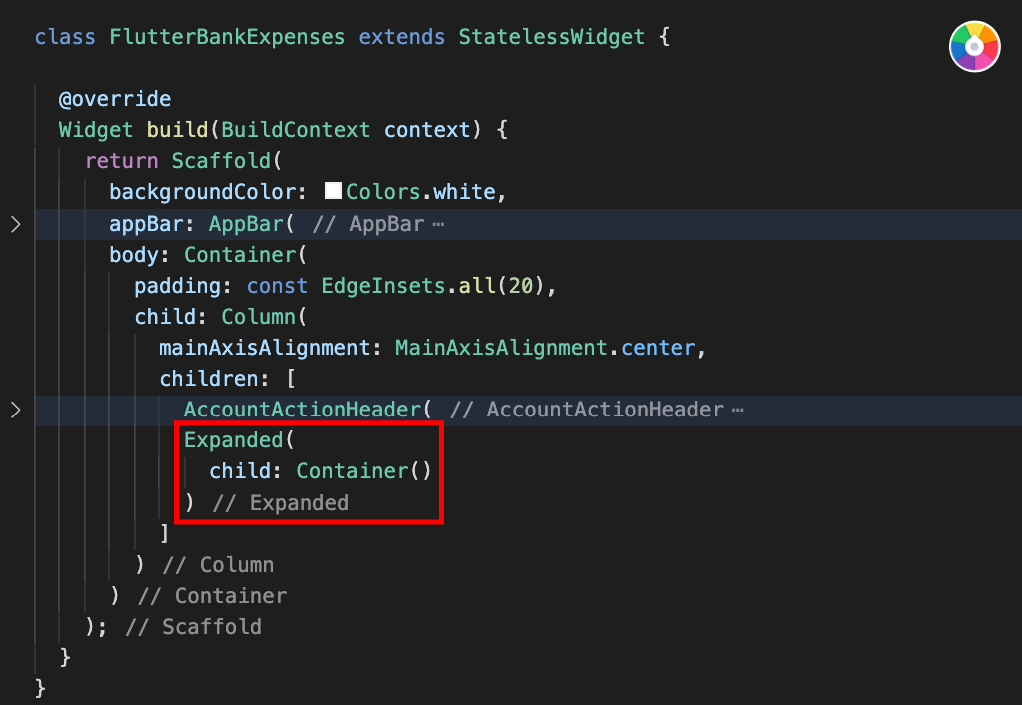 class FlutterBankExpenses extends StatelessWidget {
@override
Widget build(BuildContext context) {
return Scaffold(
backgroundColor: Colors.white,
appBar: AppBar( // AppBar ⋯
body: Container(
padding: const EdgeInsets.all(20),
child: Column(
mainAxisAlignment: MainAxisAlignment.center,
children: [
AccountActionHeader( // AccountActionHeader ⋯
Expanded(
child: Container()
) // Expanded
]
) // Column
) // Container
); // Scaffold
}
}